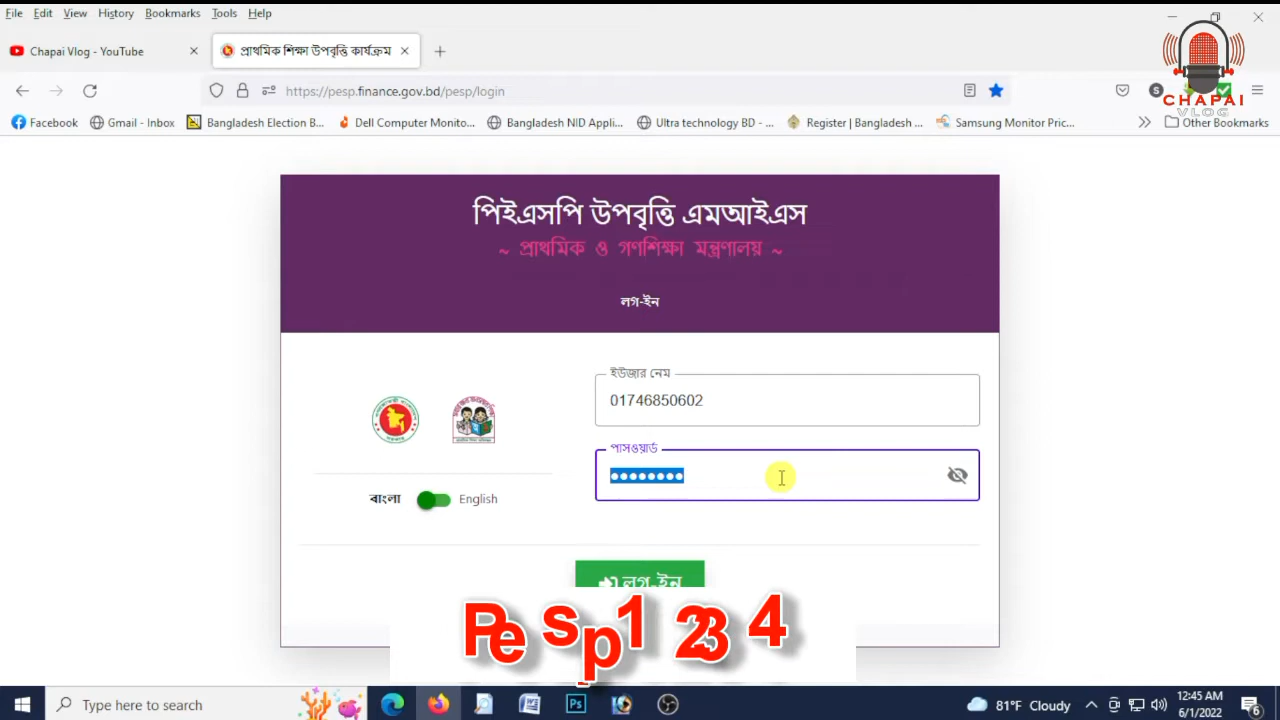 File Edit View History Bookmarks Tools Help
Chapai Vlog - YouTube
প্রাথমিক শিক্ষা উপবৃত্তি কার্যক্রম
https://pesp.finance.gov.bd/pesp/login
CHAPAI
VLOG
Facebook Gmail - Inbox Bangladesh Election B... Dell Computer Monito... Bangladesh NID Appli... Ultra technology BD - ... Register | Bangladesh ... Samsung Monitor Pric... Other Bookmarks
পিইএসপি উপবৃত্তি এমআইএস
~ প্রাথমিক ও গণশিক্ষা মন্ত্রণালয় ~
লগ-ইন
ইউজার নেম
01746850602
পাসওয়ার্ড
বাংলা English
লগ-ইন
Pesp1234
Type here to search
81°F Cloudy
12:45 AM
6/1/2022
6